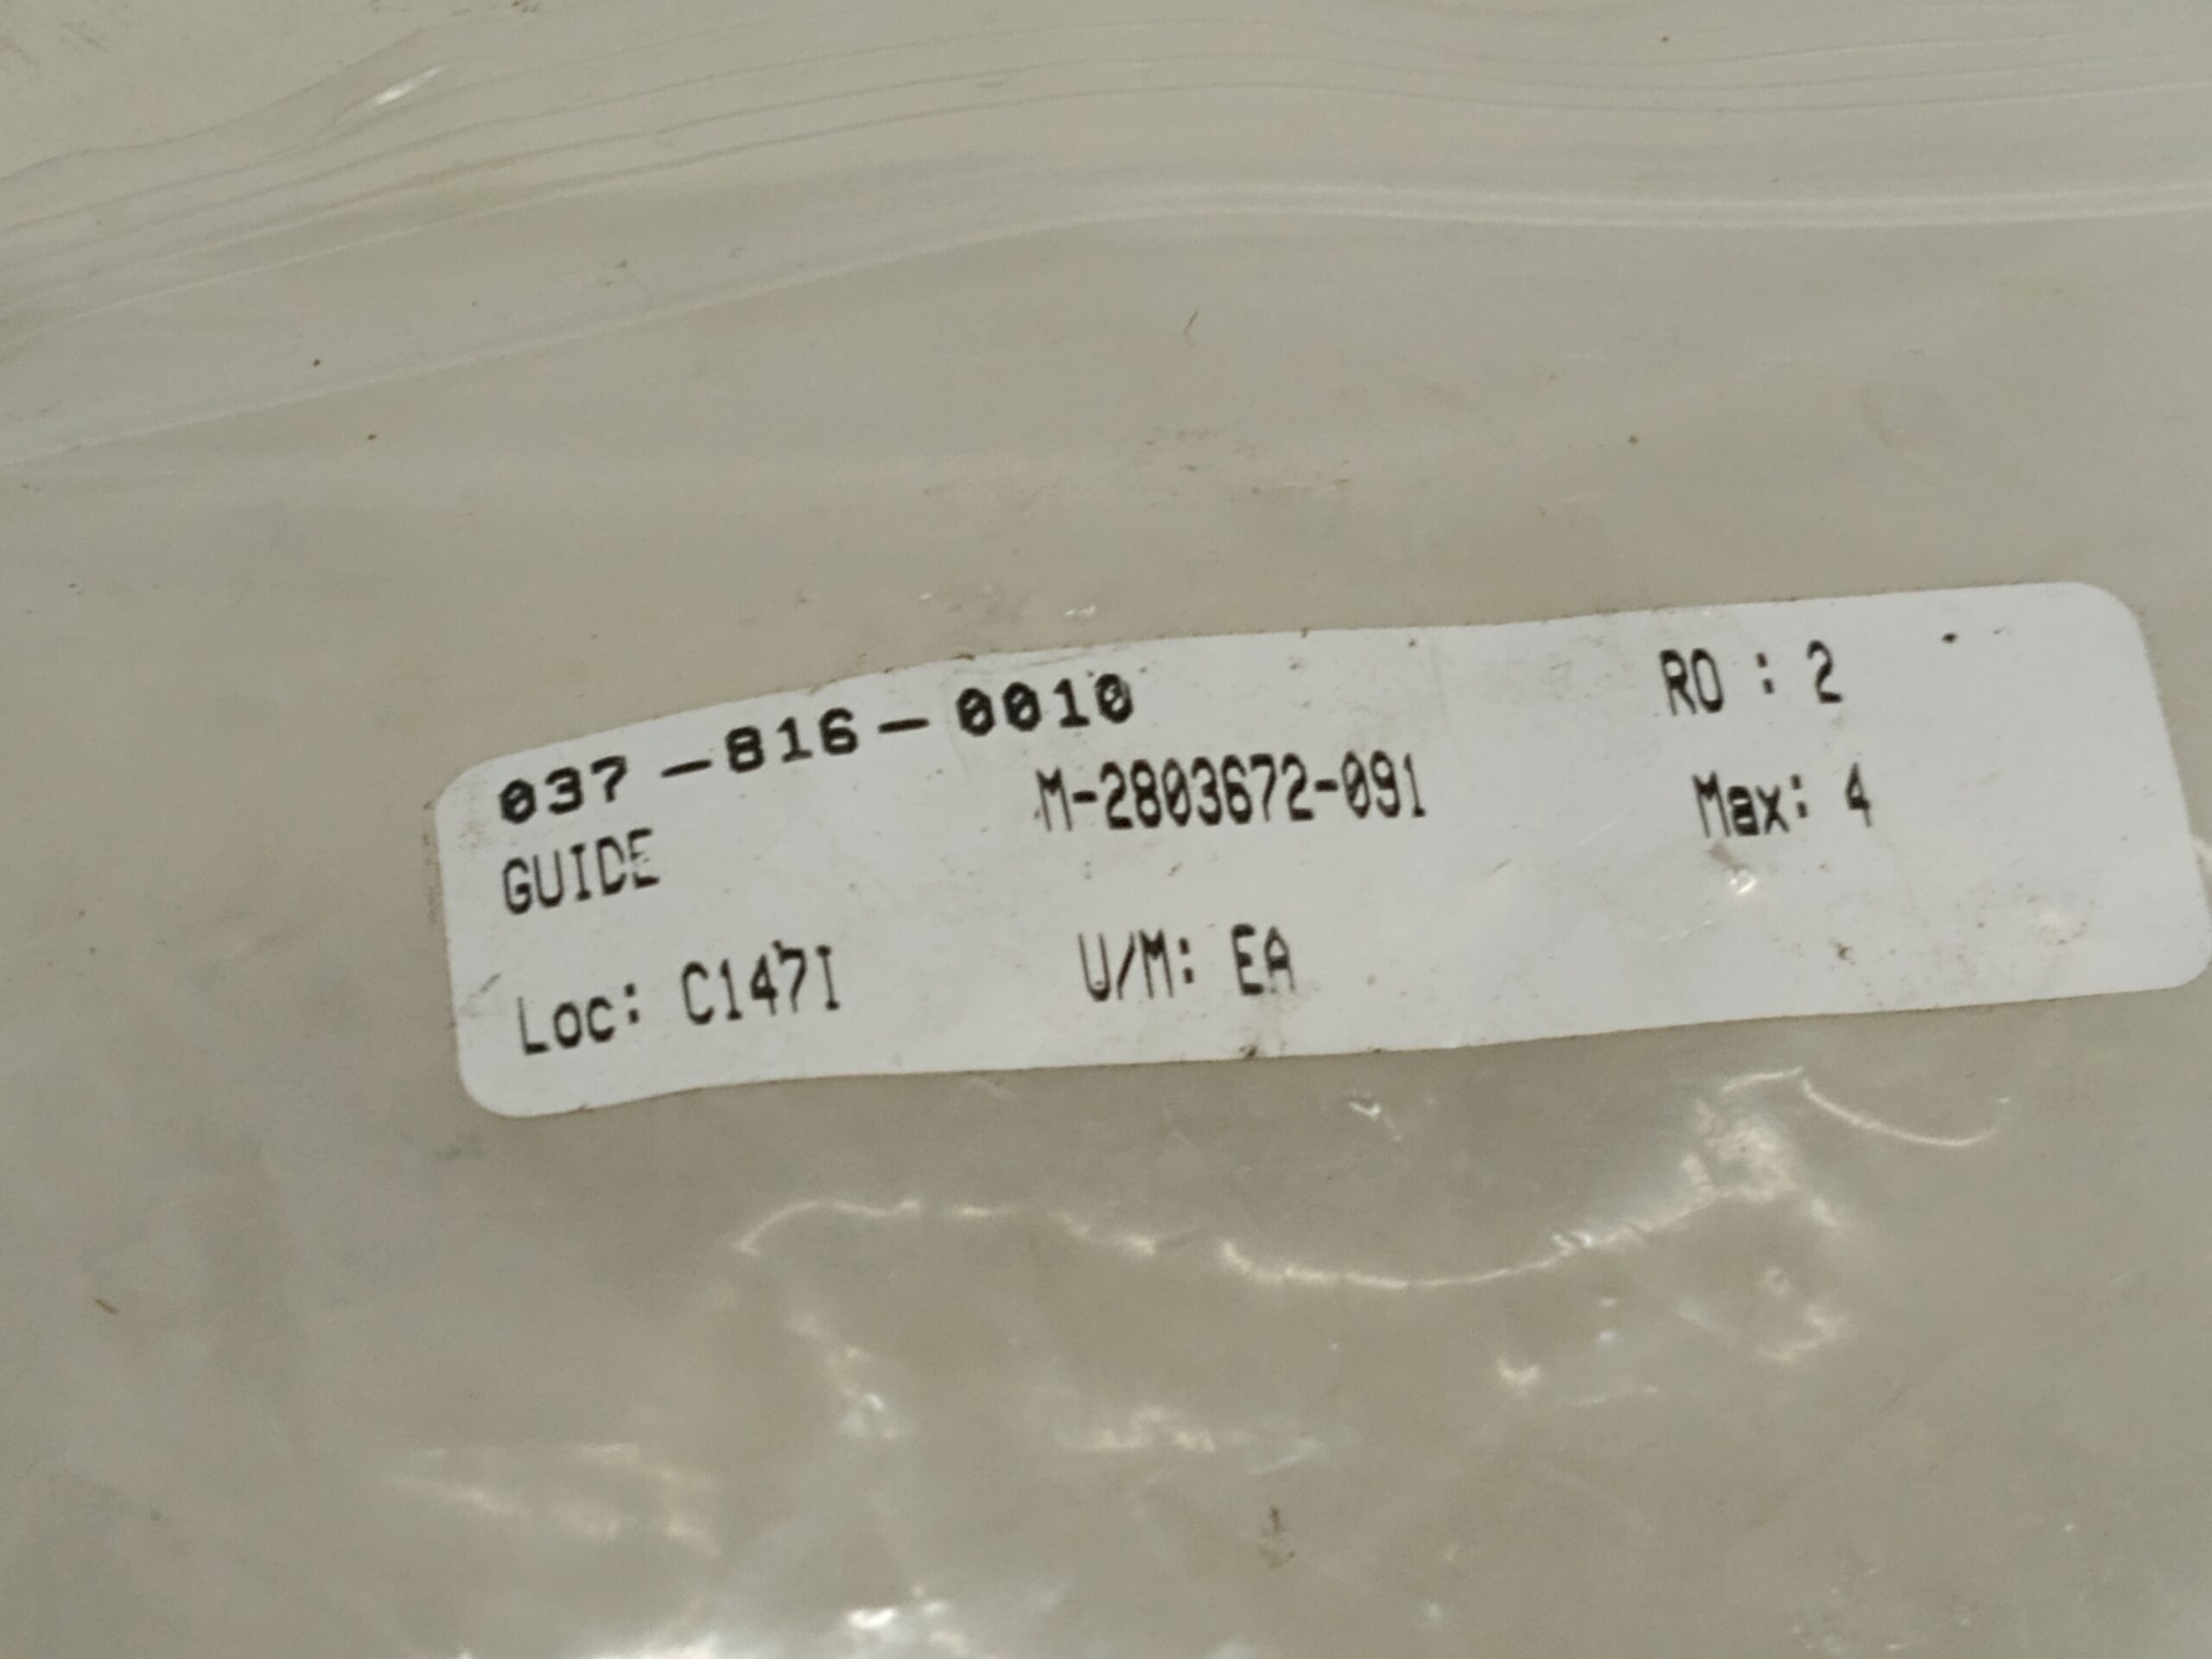 037-816-0010 RO : 2
GUIDE M-2803672-091 Max: 4
Loc: C147I U/M: EA